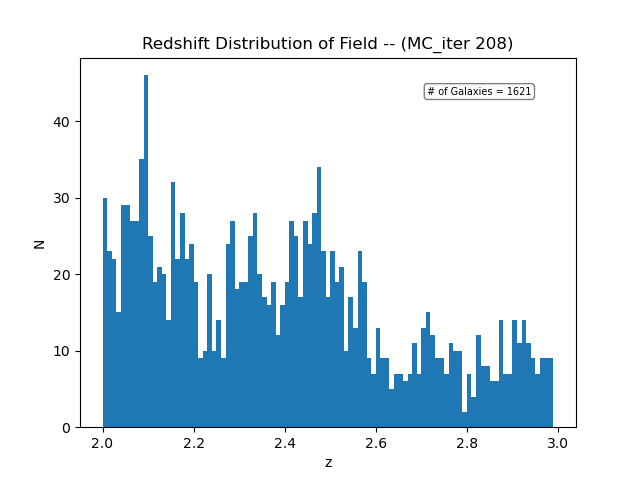 Redshift Distribution of Field -- (MC_iter 208)
# of Galaxies = 1621
N
40
30
20
10
0
2.0 2.2 2.4 2.6 2.8 3.0
z